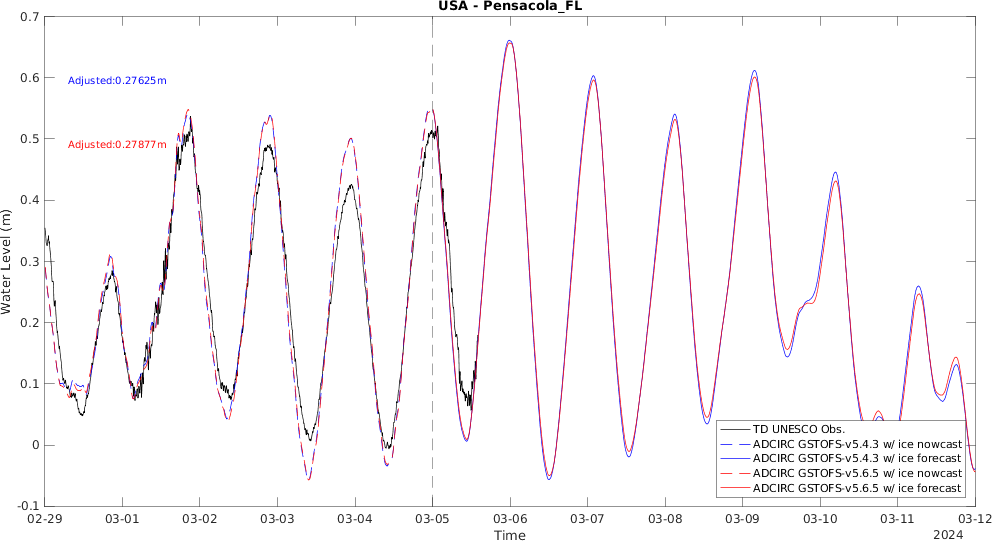 USA - Pensacola_FL
0.7
0.6
0.5
0.4
0.3
0.2
0.1
0
-0.1
Water Level (m)
Adjusted:0.27625m
Adjusted:0.27877m
TD UNESCO Obs.
ADCIRC GSTOFS-v5.4.3 w/ ice nowcast
ADCIRC GSTOFS-v5.4.3 w/ ice forecast
ADCIRC GSTOFS-v5.6.5 w/ ice nowcast
ADCIRC GSTOFS-v5.6.5 w/ ice forecast
02-29 03-01 03-02 03-03 03-04 03-05 03-06 03-07 03-08 03-09 03-10 03-11 03-12
Time
2024